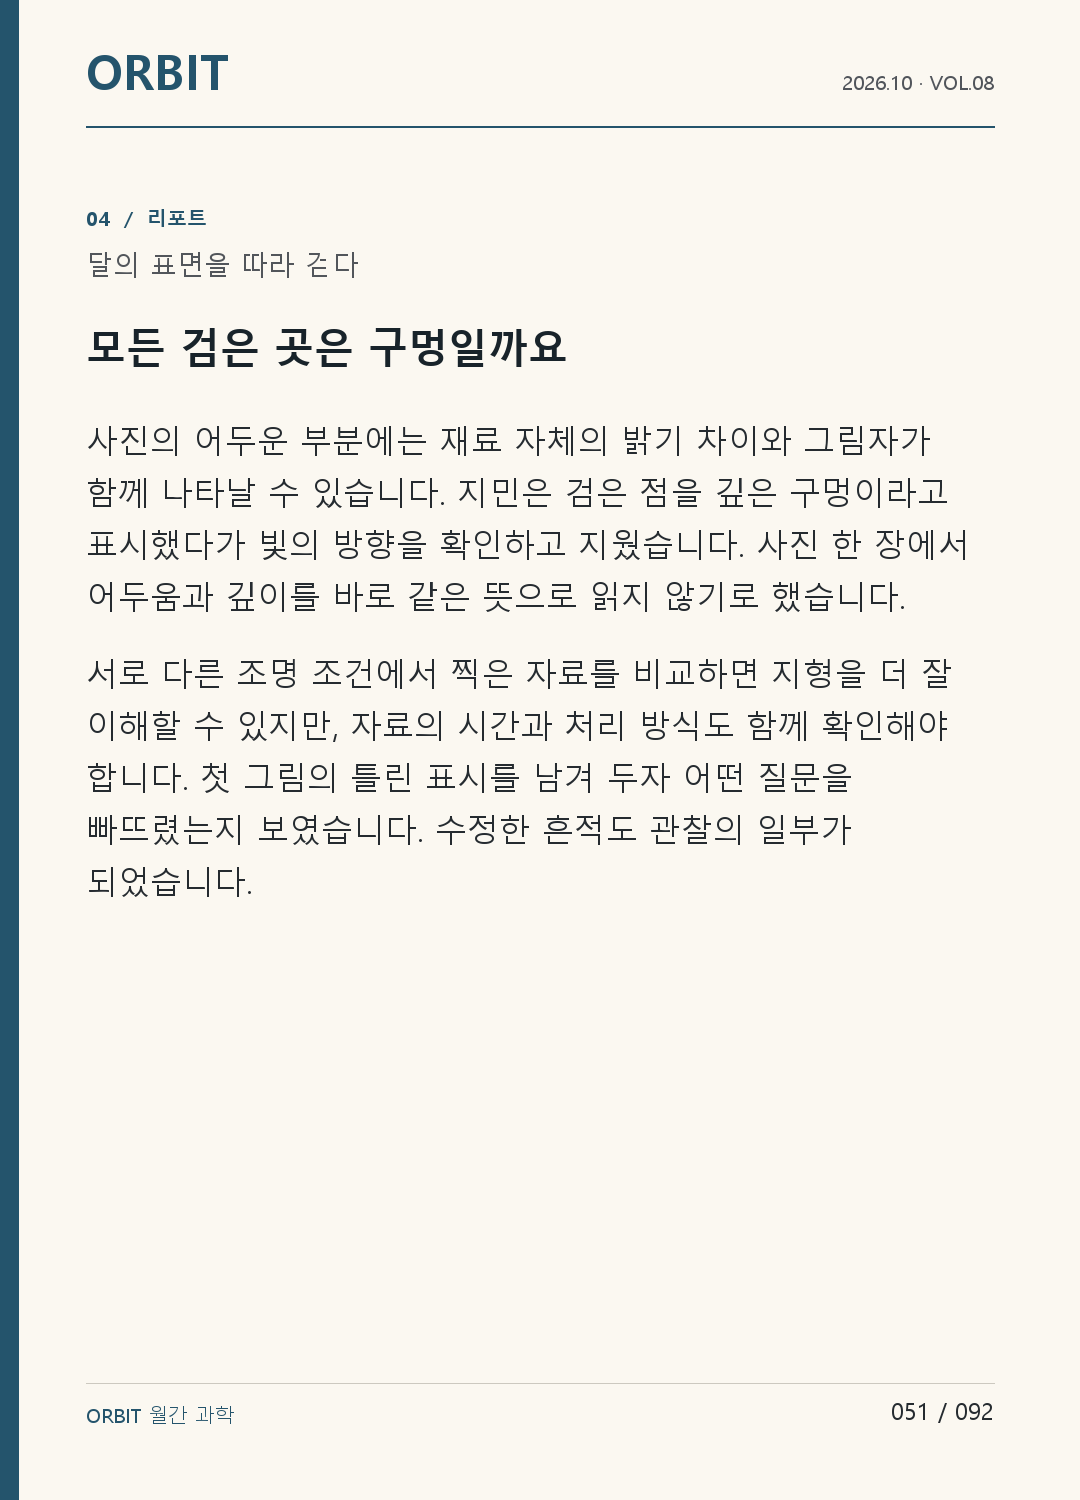 ORBIT
2026.10 · VOL.08
04 / 리포트
달의 표면을 따라 걷다
모든 검은 곳은 구멍일까요
사진의 어두운 부분에는 재료 자체의 밝기 차이와 그림자가
함께 나타날 수 있습니다. 지민은 검은 점을 깊은 구멍이라고
표시했다가 빛의 방향을 확인하고 지웠습니다. 사진 한 장에서
어두움과 깊이를 바로 같은 뜻으로 읽지 않기로 했습니다.
서로 다른 조명 조건에서 찍은 자료를 비교하면 지형을 더 잘
이해할 수 있지만, 자료의 시간과 처리 방식도 함께 확인해야
합니다. 첫 그림의 틀린 표시를 남겨 두자 어떤 질문을
빠뜨렸는지 보였습니다. 수정한 흔적도 관찰의 일부가
되었습니다.
ORBIT 월간 과학
051 / 092